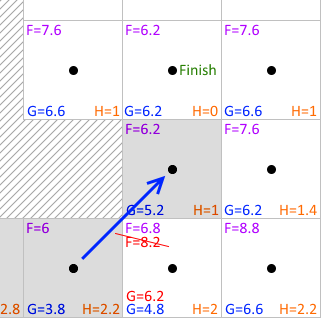 F=7.6 F=6.2 F=7.6
Finish
G=6.6 H=1 G=6.2 H=0 G=6.6 H=1
F=6.2 F=7.6
G=5.2 H=1 G=6.2 H=1.4
F=6 F=6.8 F=8.8
F=8.2
G=6.2
2.8 G=3.8 H=2.2 G=4.8 H=2 G=6.6 H=2.2